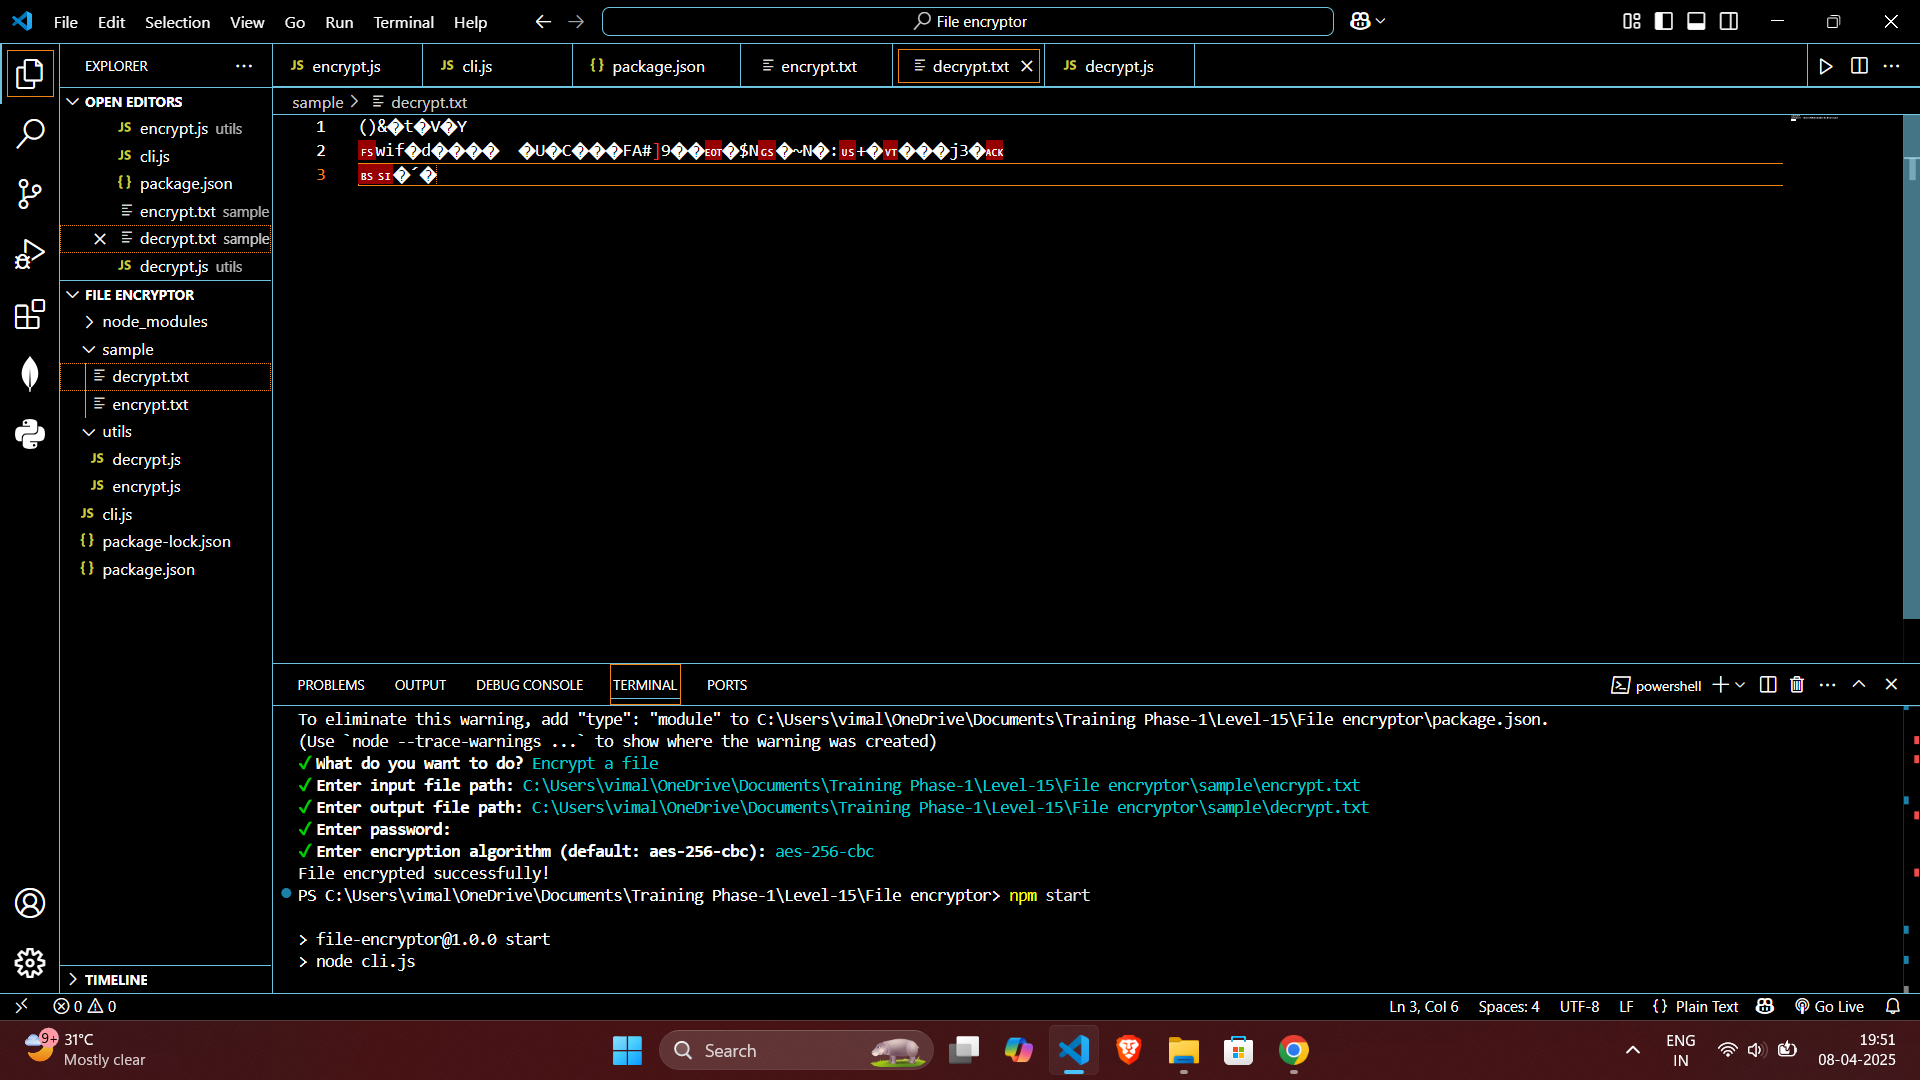 File Edit Selection View Go Run Terminal Help
File encryptor
EXPLORER
encrypt.js
cli.js
package.json
encrypt.txt
decrypt.txt
decrypt.js
OPEN EDITORS
encrypt.js utils
cli.js
package.json
encrypt.txt sample
decrypt.txt sample
decrypt.js utils
FILE ENCRYPTOR
node_modules
sample
decrypt.txt
encrypt.txt
utils
decrypt.js
encrypt.js
cli.js
package-lock.json
package.json
TIMELINE
sample > decrypt.txt
1 ()&�t�V�Y
2 FSwif�d���� �U�C���FA#]9��EOT�$NGS�~N�:US+�VT���j3�ACK
3 BS SI�´�
PROBLEMS OUTPUT DEBUG CONSOLE TERMINAL PORTS
powershell
To eliminate this warning, add "type": "module" to C:\Users\vimal\OneDrive\Documents\Training Phase-1\Level-15\File encryptor\package.json.
(Use `node --trace-warnings ...` to show where the warning was created)
✔ What do you want to do? Encrypt a file
✔ Enter input file path: C:\Users\vimal\OneDrive\Documents\Training Phase-1\Level-15\File encryptor\sample\encrypt.txt
✔ Enter output file path: C:\Users\vimal\OneDrive\Documents\Training Phase-1\Level-15\File encryptor\sample\decrypt.txt
✔ Enter password:
✔ Enter encryption algorithm (default: aes-256-cbc): aes-256-cbc
File encrypted successfully!
PS C:\Users\vimal\OneDrive\Documents\Training Phase-1\Level-15\File encryptor> npm start
> file-encryptor@1.0.0 start
> node cli.js
0 0
Ln 3, Col 6 Spaces: 4 UTF-8 LF {} Plain Text Go Live
9+
31°C
Mostly clear
Search
ENG
IN
19:51
08-04-2025